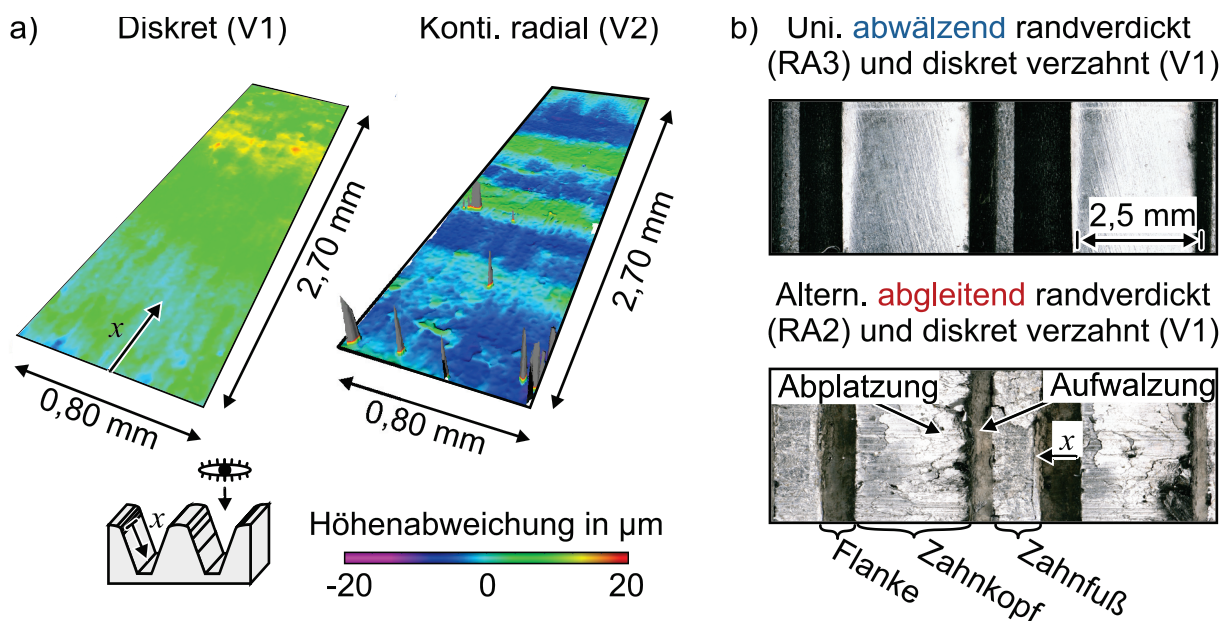 a)
Diskret (V1)
Konti. radial (V2)
x
2,70 mm
0,80 mm
2,70 mm
0,80 mm
x
Höhenabweichung in µm
-20
0
20
b)
Uni. abwälzend randverdickt
(RA3) und diskret verzahnt (V1)
2,5 mm
Altern. abgleitend randverdickt
(RA2) und diskret verzahnt (V1)
Abplatzung
Aufwalzung
x
Flanke
Zahnkopf
Zahnfuß